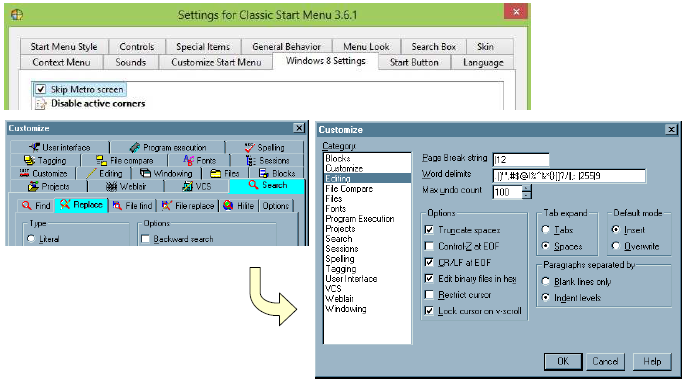 Settings for Classic Start Menu 3.6.1
Start Menu Style Controls Special Items General Behavior Menu Look Search Box Skin
Context Menu Sounds Customize Start Menu Windows & Settings Start Button Language
Skip Metro screen
Disable active corners
Customize
User interface Program execution Spelling
Tagging File compare Fonts Sessions
Customize Editing Windowing Files Blocks
Projects Weblair VCS Search
Find Replace File find File replace Hilite Options
Type Options
Literal Backward search
Customize
Category
Blocks
Customize
Editing
File Compare
Files
Fonts
Program Execution
Projects
Search
Sessions
Spelling
Tagging
User Interface
VCS
Weblair
Windowing
Page Break string |12
Word delimits
Max undo count 100
Options
Truncate spaces
Control-Z at EOF
CR/LF at EOF
Edit binary files in hex
Restrict cursor
Lock cursor on v-scroll
Tab expand
Tabs
Spaces
Default mode
Insert
Overwrite
Paragraphs separated by
Blank lines only
Indent levels
OK Cancel Help